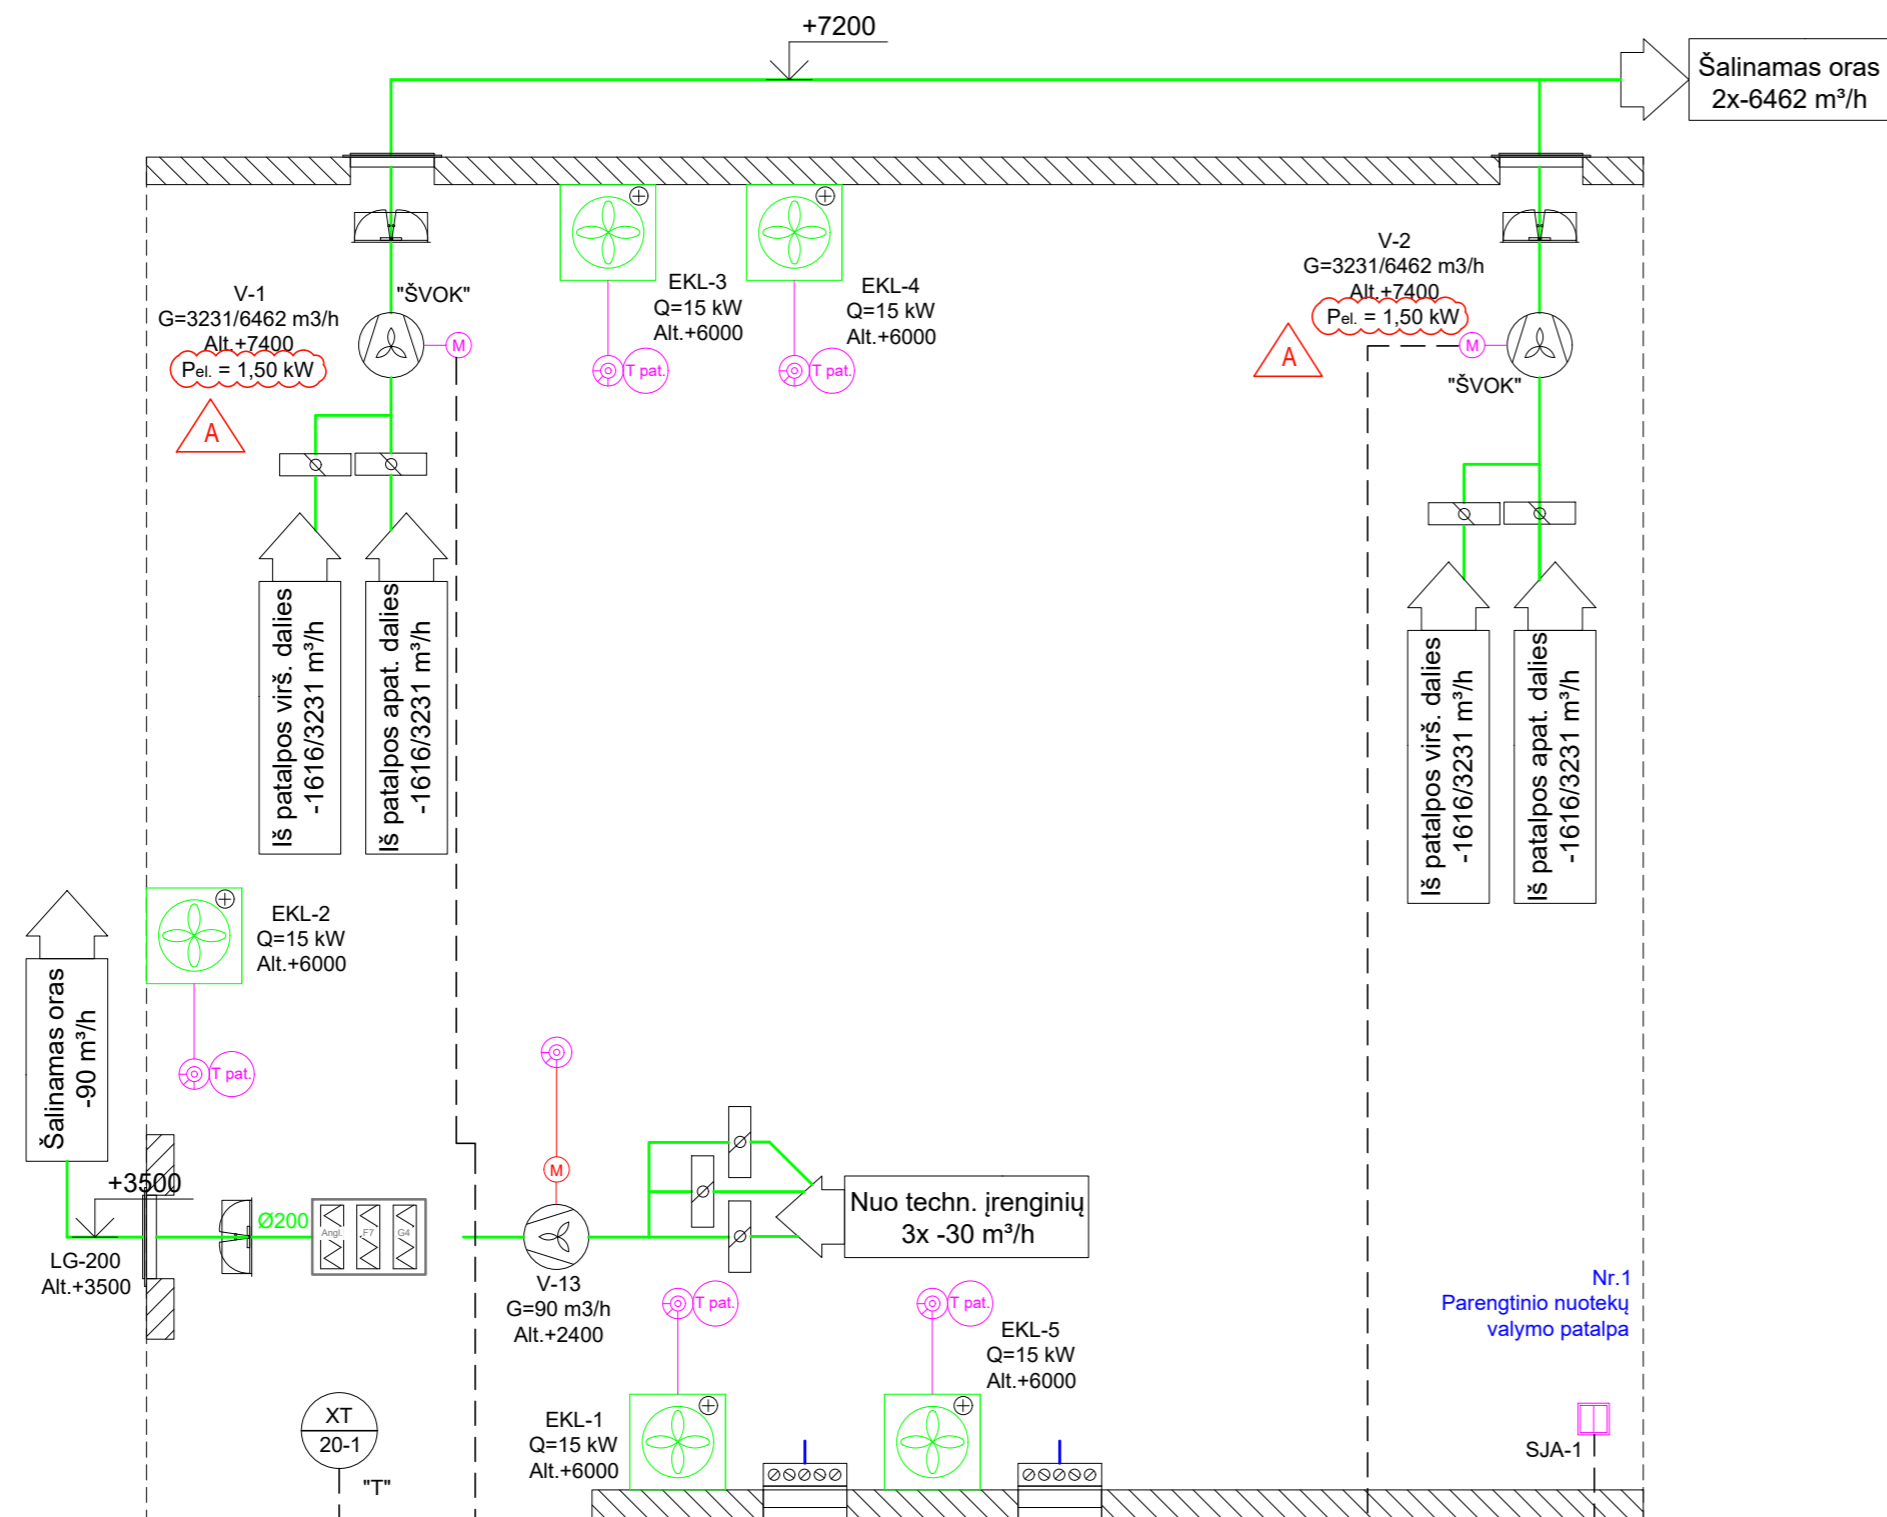 +7200
Šalinamas oras
2x-6462 m³/h
V-1
G=3231/6462 m3/h
Alt.+7400
Pel. = 1,50 kW
A
"ŠVOK"
M
EKL-3
Q=15 kW
Alt.+6000
T pat.
EKL-4
Q=15 kW
Alt.+6000
T pat.
V-2
G=3231/6462 m3/h
Alt.+7400
Pel. = 1,50 kW
A
M
"ŠVOK"
Iš patalpos virš. dalies
-1616/3231 m³/h
Iš patalpos apat. dalies
-1616/3231 m³/h
Iš patalpos virš. dalies
-1616/3231 m³/h
Iš patalpos apat. dalies
-1616/3231 m³/h
EKL-2
Q=15 kW
Alt.+6000
T pat.
Šalinamas oras
-90 m³/h
+3500
LG-200
Alt.+3500
Ø200
Angl.
F7
G4
M
V-13
G=90 m3/h
Alt.+2400
Nuo techn. įrenginių
3x -30 m³/h
T pat.
EKL-1
Q=15 kW
Alt.+6000
T pat.
EKL-5
Q=15 kW
Alt.+6000
Nr.1
Parengtinio nuotekų
valymo patalpa
XT
20-1
"T"
SJA-1